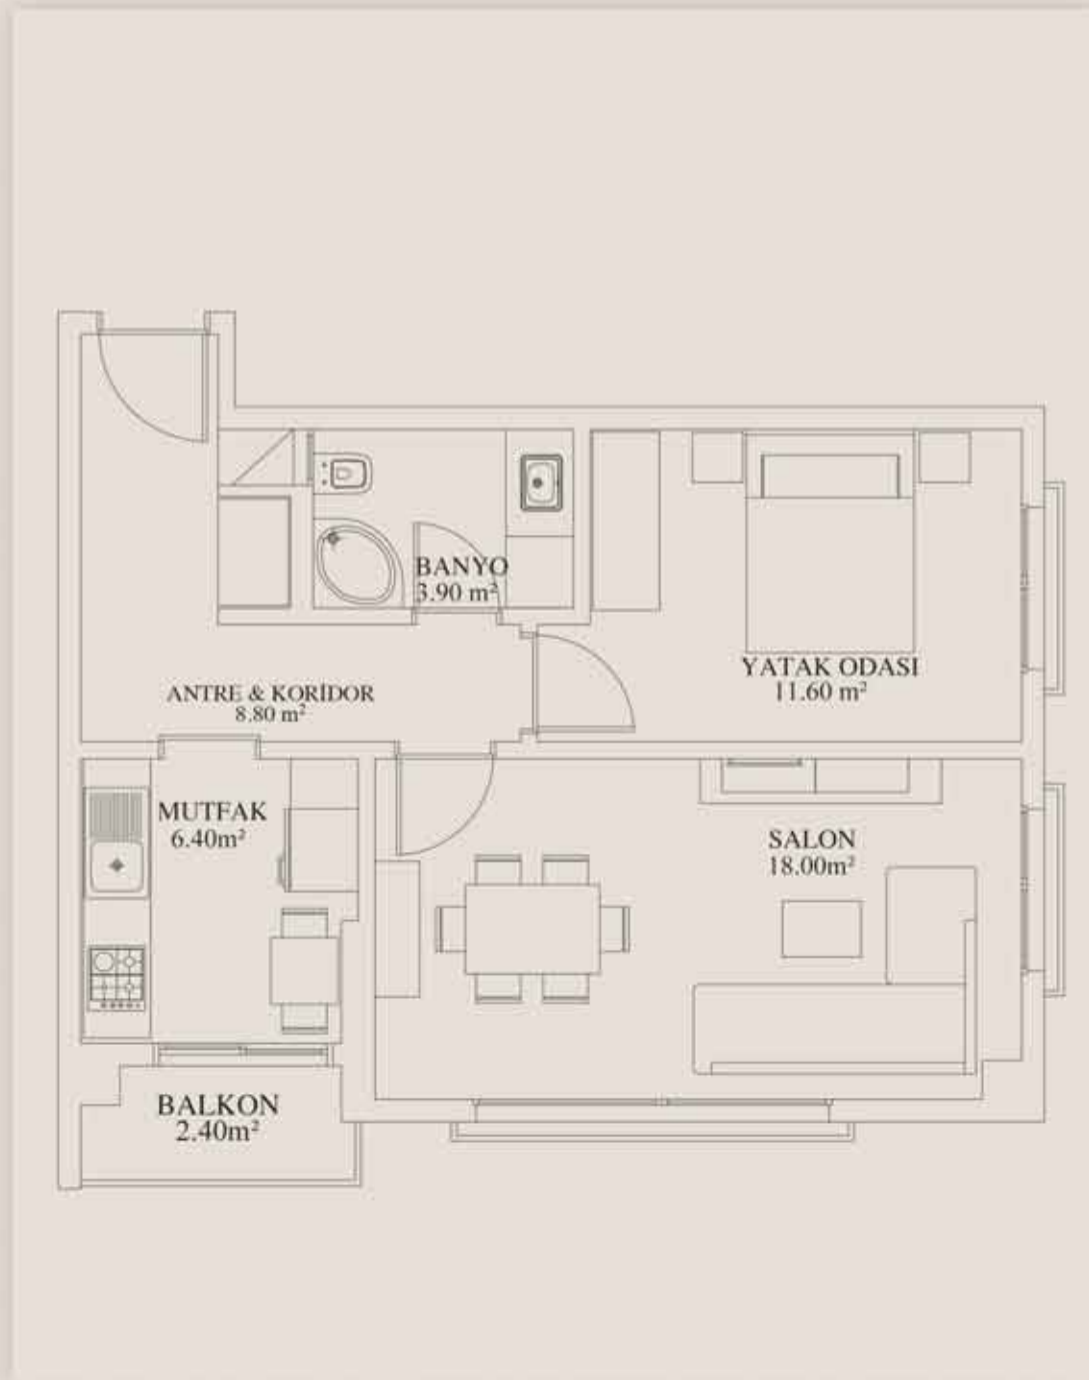 BANYO
3.90 m²
YATAK ODASI
11.60 m²
ANTRE & KORİDOR
8.80 m²
MUTFAK
6.40m²
SALON
18.00m²
BALKON
2.40m²